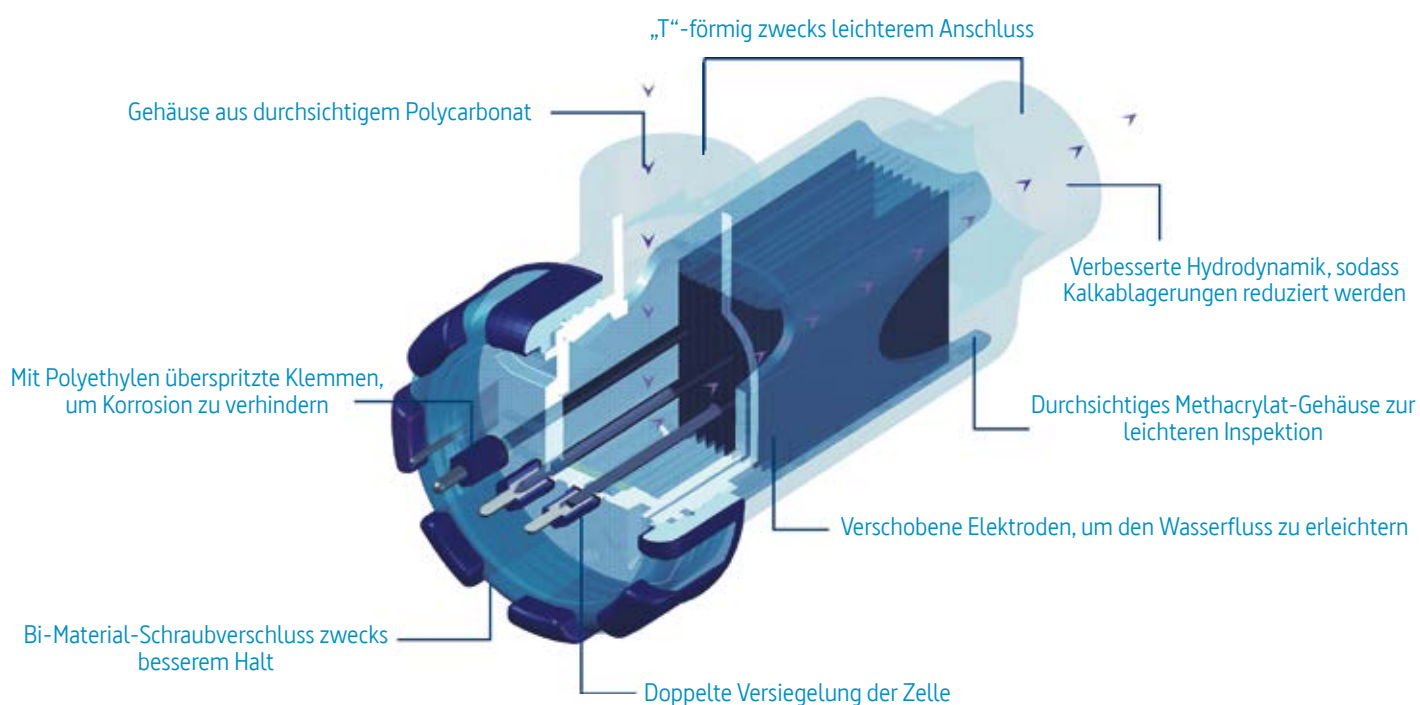 „T“-förmig zwecks leichterem Anschluss
Gehäuse aus durchsichtigem Polycarbonat
Verbesserte Hydrodynamik, sodass
Kalkablagerungen reduziert werden
Mit Polyethylen überspritzte Klemmen,
um Korrosion zu verhindern
Durchsichtiges Methacrylat-Gehäuse zur
leichteren Inspektion
Verschobene Elektroden, um den Wasserfluss zu erleichtern
Bi-Material-Schraubverschluss zwecks
besserem Halt
Doppelte Versiegelung der Zelle